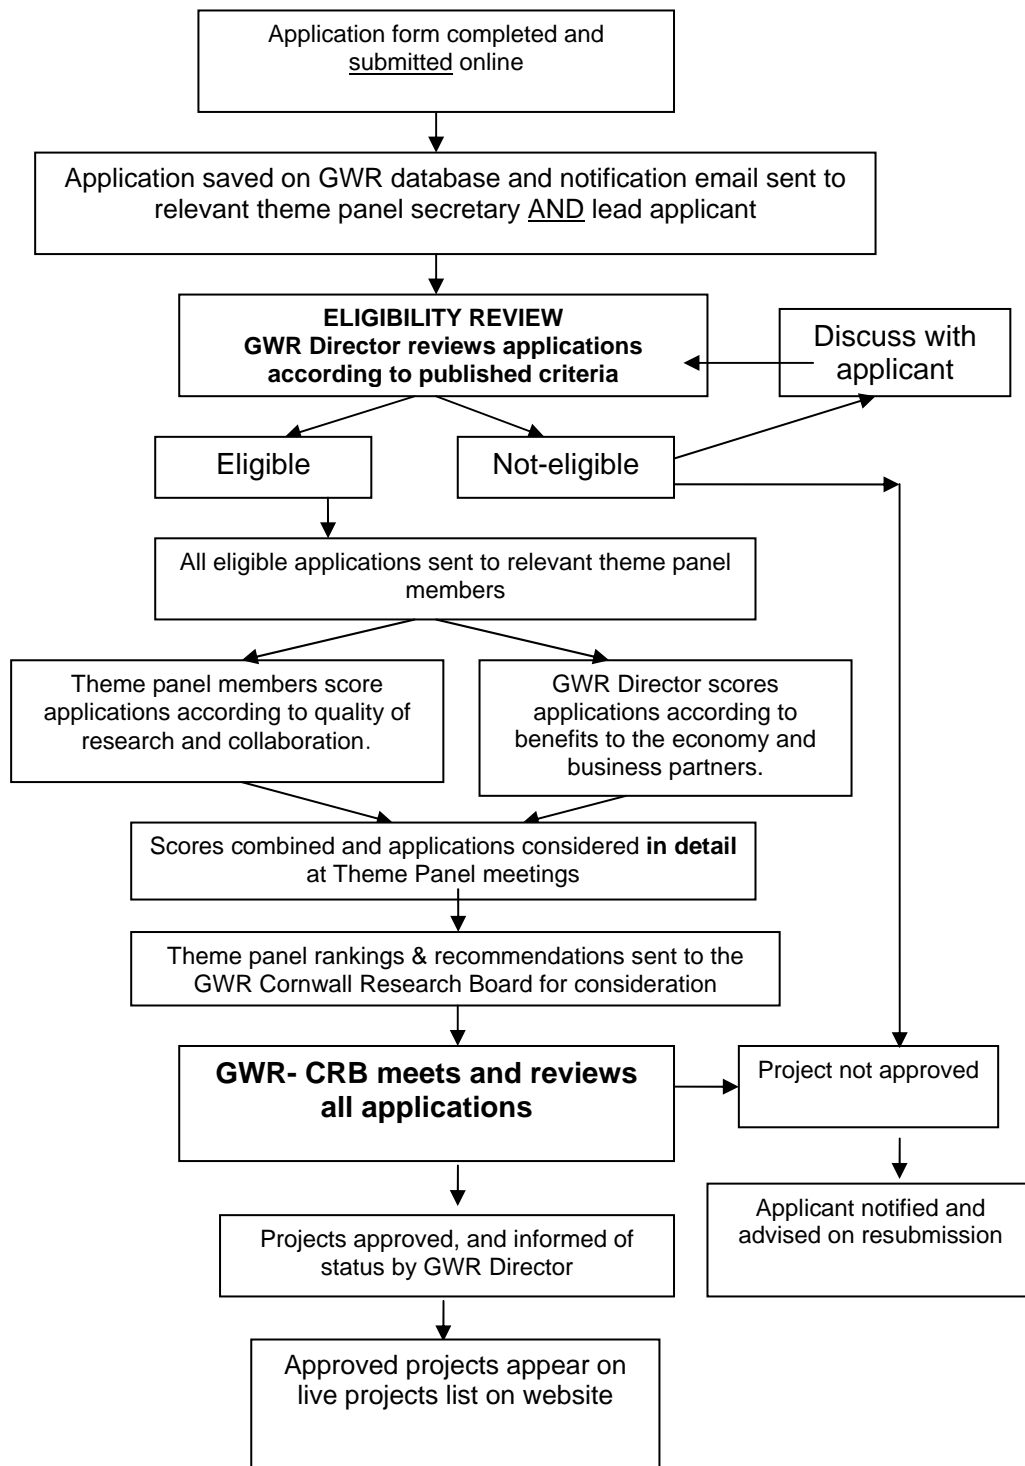 Application form completed and
submitted online
Application saved on GWR database and notification email sent to
relevant theme panel secretary AND lead applicant
ELIGIBILITY REVIEW
GWR Director reviews applications
according to published criteria
Discuss with
applicant
Eligible
Not-eligible
All eligible applications sent to relevant theme panel
members
Theme panel members score
applications according to quality of
research and collaboration.
GWR Director scores
applications according to
benefits to the economy and
business partners.
Scores combined and applications considered in detail
at Theme Panel meetings
Theme panel rankings & recommendations sent to the
GWR Cornwall Research Board for consideration
GWR- CRB meets and reviews
all applications
Project not approved
Applicant notified and
advised on resubmission
Projects approved, and informed of
status by GWR Director
Approved projects appear on
live projects list on website